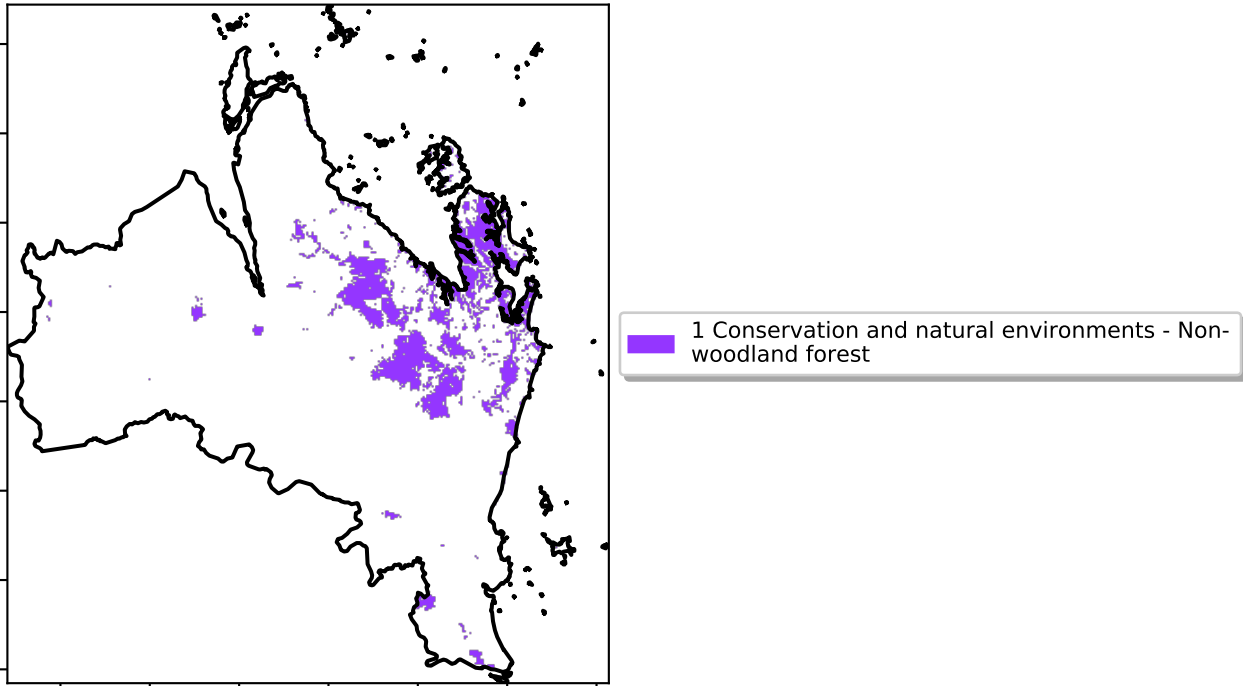 1 Conservation and natural environments - Non-
woodland forest